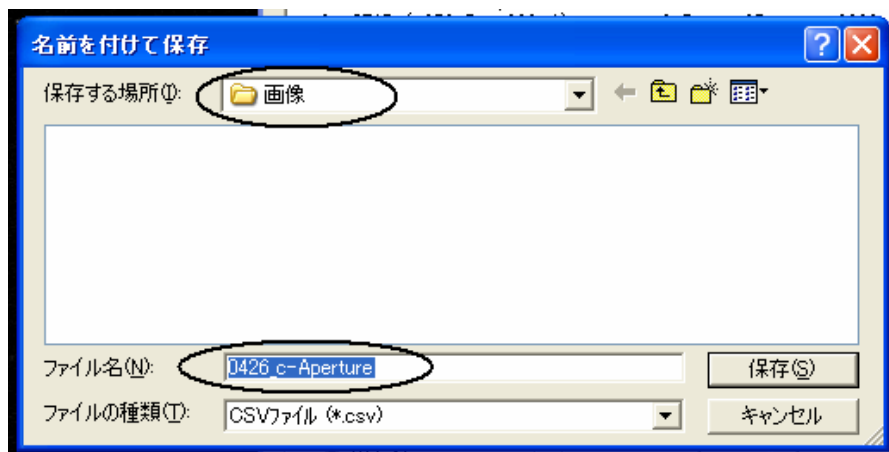 名前を付けて保存
保存する場所(I): 画像
ファイル名(N): 0426_c-Aperture 保存(S)
ファイルの種類(T): CSVファイル (*.csv) キャンセル